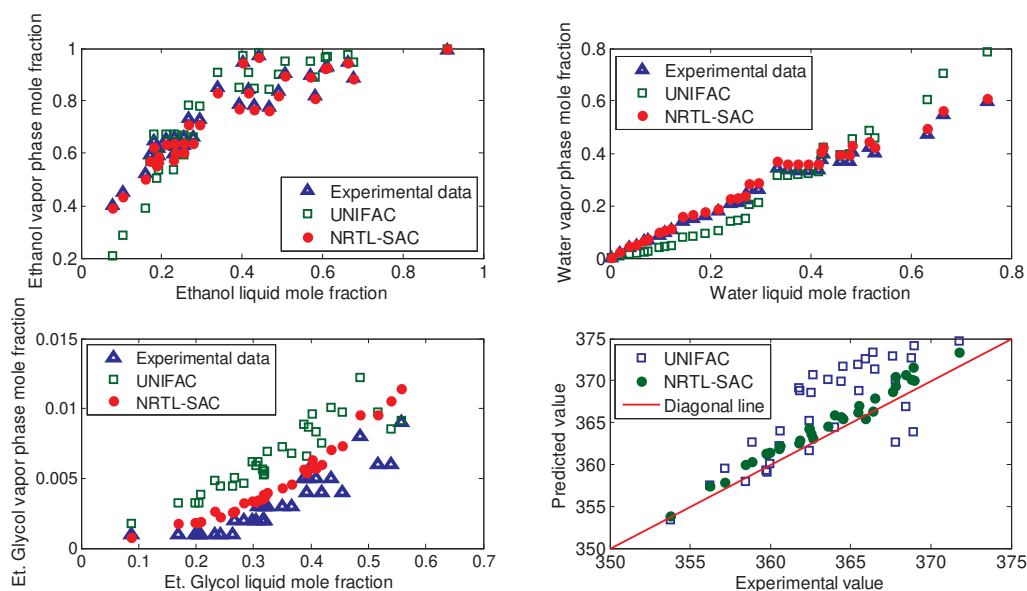 Ethanol vapor phase mole fraction
1
0.8
0.6
0.4
0.2
0
0.2
0.4
0.6
0.8
1
Ethanol liquid mole fraction
Experimental data
UNIFAC
NRTL-SAC
Water vapor phase mole fraction
0.8
0.6
0.4
0.2
0
0
0.2
0.4
0.6
0.8
Water liquid mole fraction
Experimental data
UNIFAC
NRTL-SAC
Et. Glycol vapor phase mole fraction
0.015
0.01
0.005
0
0
0.1
0.2
0.3
0.4
0.5
0.6
0.7
Et. Glycol liquid mole fraction
Experimental data
UNIFAC
NRTL-SAC
Predicted value
375
370
365
360
355
350
350
355
360
365
370
375
Experimental value
UNIFAC
NRTL-SAC
Diagonal line